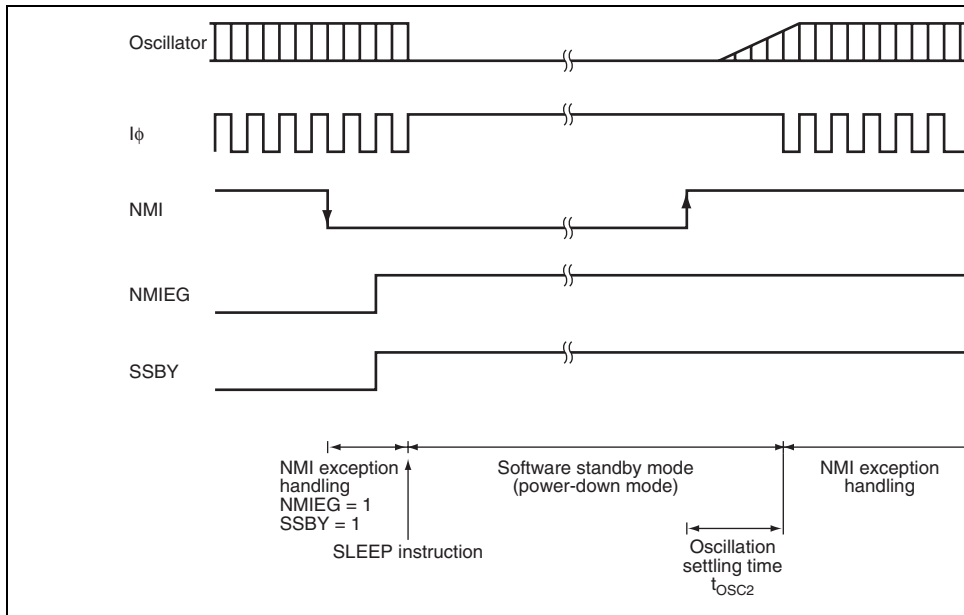 Oscillator
Iϕ
NMI
NMIEG
SSBY
NMI exception
handling
NMIEG = 1
SSBY = 1
SLEEP instruction
Software standby mode
(power-down mode)
Oscillation
settling time
tOSC2
NMI exception
handling